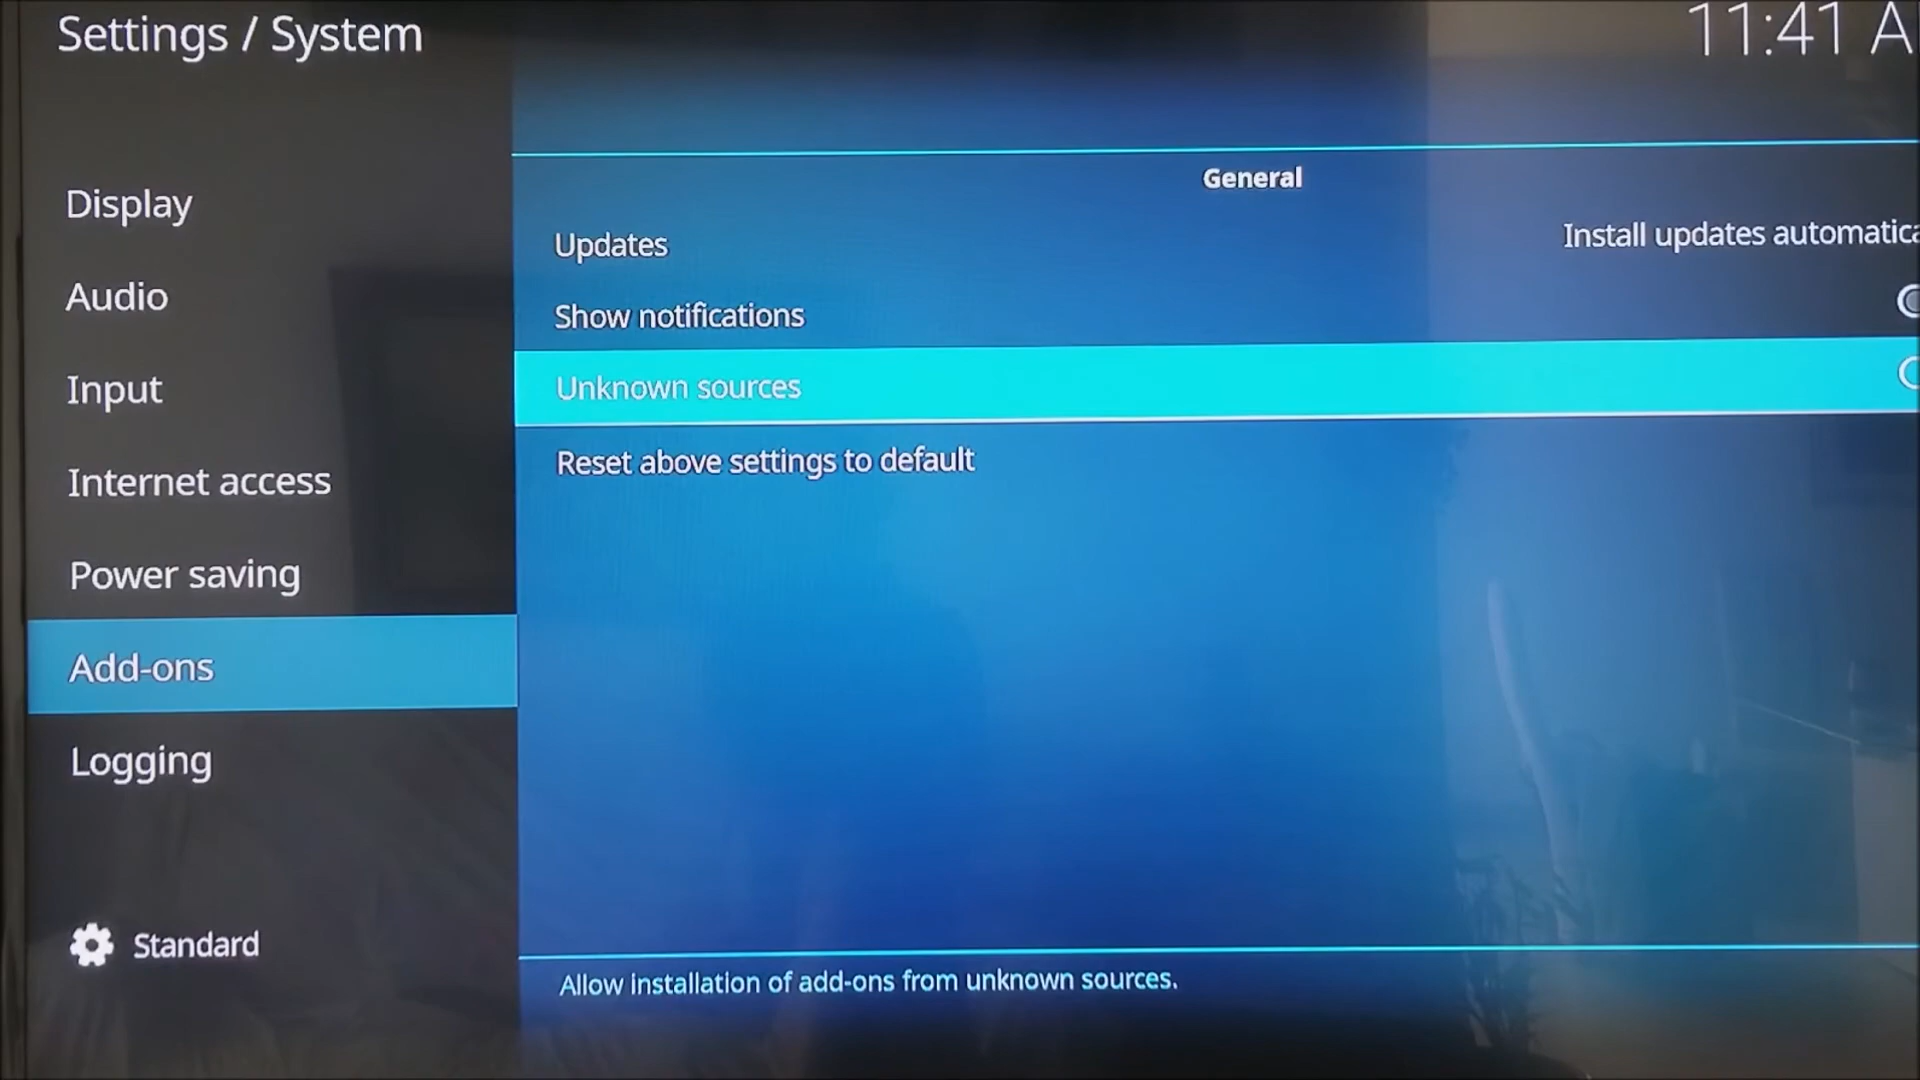 Settings / System
11:41 A
Display
Audio
Input
Internet access
Power saving
Add-ons
Logging
Standard
General
Updates
Install updates automatica
Show notifications
Unknown sources
Reset above settings to default
Allow installation of add-ons from unknown sources.